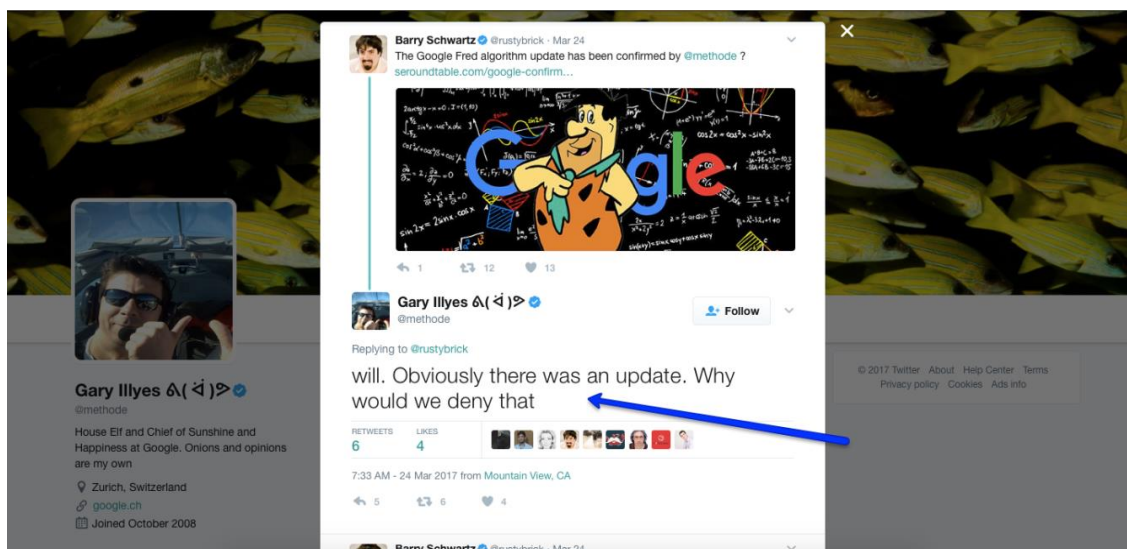 Barry Schwartz @rustybrick · Mar 24
The Google Fred algorithm update has been confirmed by @methode ?
seroundtable.com/google-confirm…
Google
1 12 13
Gary Illyes ᕕ( ᐛ )ᕗ
@methode
Follow
Replying to @rustybrick
will. Obviously there was an update. Why
would we deny that
RETWEETS LIKES
6 4
7:33 AM - 24 Mar 2017 from Mountain View, CA
5 6 4
Barry Schwartz @rustybrick · Mar 24
Gary Illyes ᕕ( ᐛ )ᕗ
@methode
House Elf and Chief of Sunshine and
Happiness at Google. Onions and opinions
are my own
Zurich, Switzerland
google.ch
Joined October 2008
© 2017 Twitter About Help Center Terms
Privacy policy Cookies Ads info